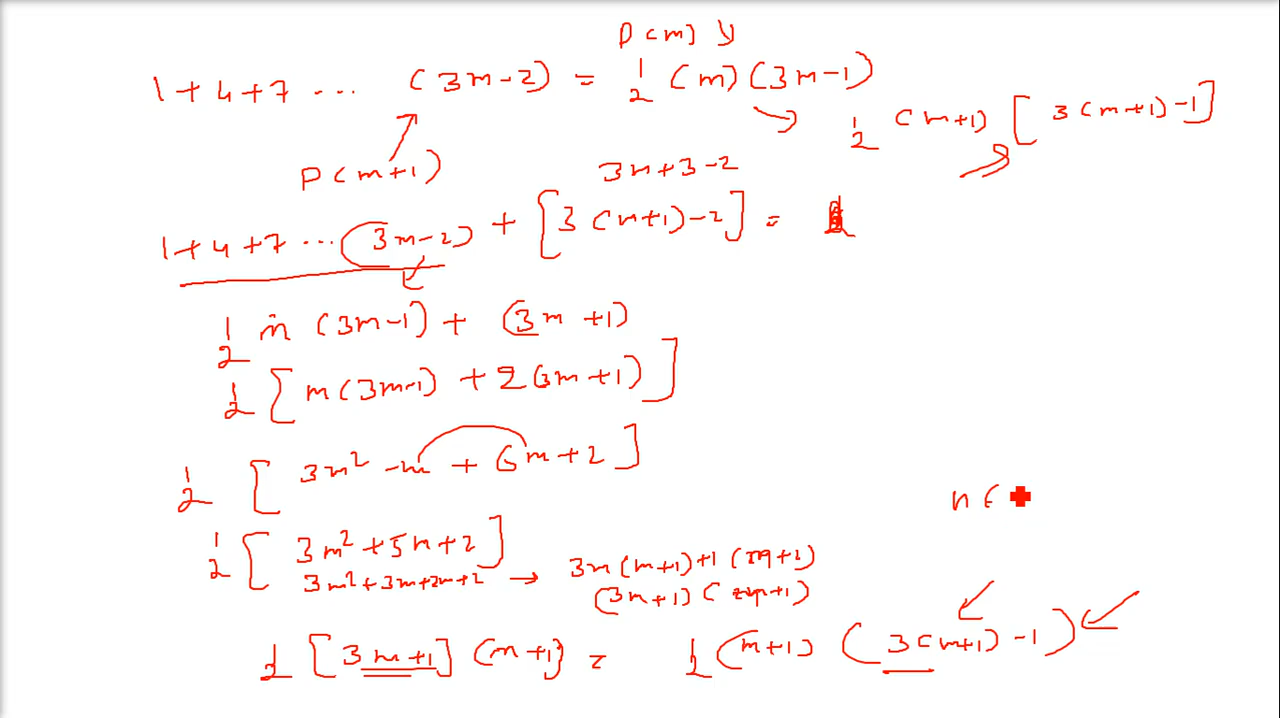 P(m) y
1+4+7 ... (3m-2) = 1/2 (m) (3m-1)
1/2 (m+1) [3(m+1)-1]
P(m+1)
3m+3-2
1+4+7 ... (3m-2) + [3(m+1)-2] =
1/2 m (3m-1) + (3m+1)
1/2 [m(3m-1) + 2(3m+1)]
1/2 [3m² - m + 6m+2]
n (
1/2 [3m² +5m+2]
3m²+3m+2m+2 → 3m(m+1)+1
(3m+1)
1/2 [3m+1] (m+1) = 1/2 (m+1) (3(m+1)-1)